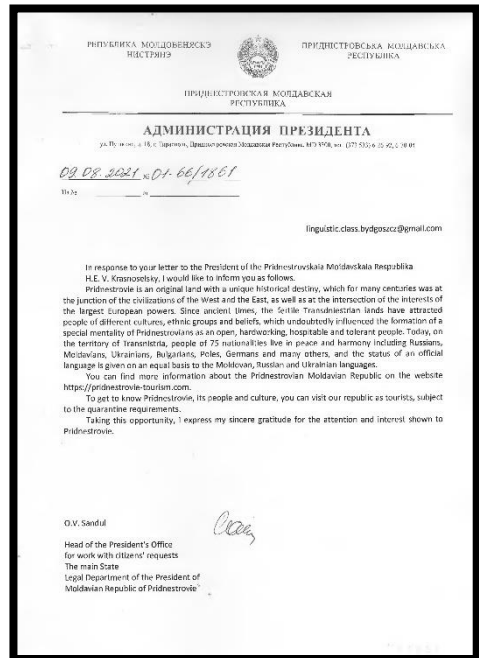 РЕПУБЛИКА МОЛДОВЕНЯСКЭ
НИСТРЯНЭ
ПРИДНІСТРОВСЬКА МОЛДАВСЬКА
РЕСПУБЛІКА
ПРИДНЕСТРОВСКАЯ МОЛДАВСКАЯ
РЕСПУБЛИКА
АДМИНИСТРАЦИЯ ПРЕЗИДЕНТА
09.08.2021 № 01-66/1861
На № №
linguistic.class.bydgoszcz@gmail.com
In response to your letter to the President of the Pridnestrovskaia Moldavskaia Respublika
H.E. V. Krasnoselsky, I would like to inform you as follows.
Pridnestrovie is an original land with a unique historical destiny, which for many centuries was at
the junction of the civilizations of the West and the East, as well as at the intersection of the interests of
the largest European powers. Since ancient times, the fertile Transdniestrian lands have attracted
people of different cultures, ethnic groups and beliefs, which undoubtedly influenced the formation of a
special mentality of Pridnestrovians as an open, hardworking, hospitable and tolerant people. Today, on
the territory of Transnistria, people of 75 nationalities live in peace and harmony including Russians,
Moldavians, Ukrainians, Bulgarians, Poles, Germans and many others, and the status of an official
language is given on an equal basis to the Moldovan, Russian and Ukrainian languages.
You can find more information about the Pridnestrovian Moldavian Republic on the website
https://pridnestrovie-tourism.com.
To get to know Pridnestrovie, its people and culture, you can visit our republic as tourists, subject
to the quarantine requirements.
Taking this opportunity, I express my sincere gratitude for the attention and interest shown to
Pridnestrovie.
O.V. Sandul
Head of the President's Office
for work with citizens' requests
The main State
Legal Department of the President of
Moldavian Republic of Pridnestrovie